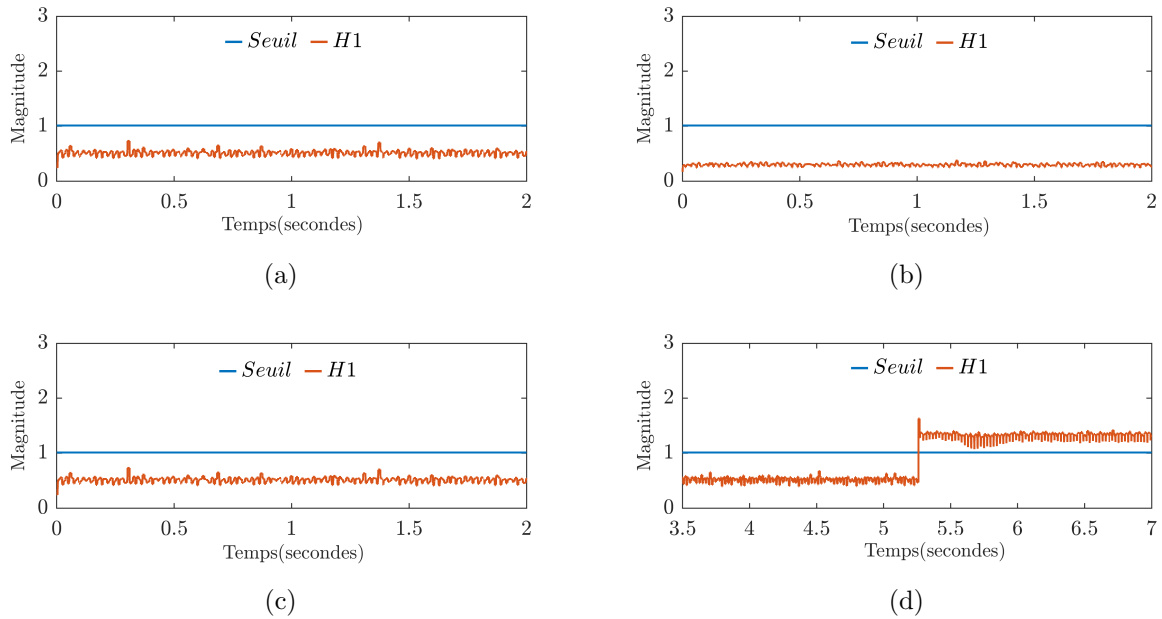 3
Seuil H1
2
Magnitude
1
0
0 0.5 1 1.5 2
Temps(secondes)
(a)
3
Seuil H1
2
Magnitude
1
0
0 0.5 1 1.5 2
Temps(secondes)
(b)
3
Seuil H1
2
Magnitude
1
0
0 0.5 1 1.5 2
Temps(secondes)
(c)
3
Seuil H1
2
Magnitude
1
0
3.5 4 4.5 5 5.5 6 6.5 7
Temps(secondes)
(d)